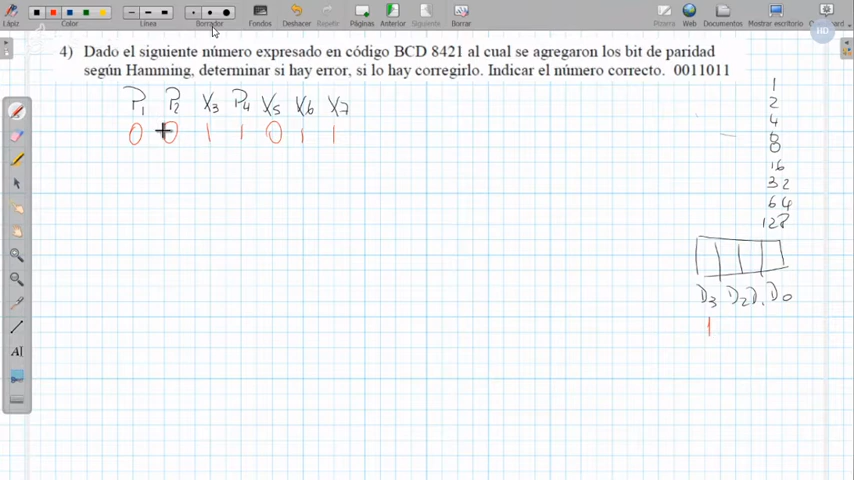 Lápiz Color Línea Borrador Fondos Deshacer Repetir Páginas Anterior Siguiente Borrar Web Documentos Mostrar escritorio Apagar
HD
4) Dado el siguiente número expresado en código BCD 8421 al cual se agregaron los bit de paridad
según Hamming, determinar si hay error, si lo hay corregirlo. Indicar el número correcto. 0011011
P1 P2 X3 P4 X5 X6 X7
0 0 1 1 0 1 1
1
2
4
8
16
32
64
128
D3 D2 D1 D0
1